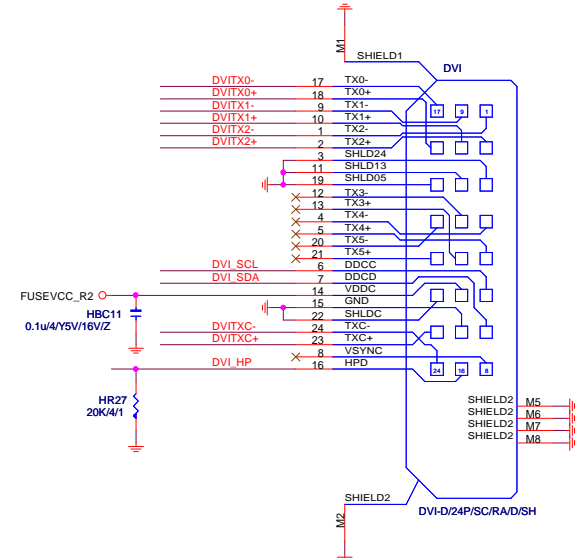 M1
SHIELD1
DVI
DVITX0- 17 TX0-
DVITX0+ 18 TX0+
DVITX1- 9 TX1-
DVITX1+ 10 TX1+
DVITX2- 1 TX2-
DVITX2+ 2 TX2+
17 9 1
3 SHLD24
11 SHLD13
19 SHLD05
12 TX3-
13 TX3+
4 TX4-
5 TX4+
20 TX5-
21 TX5+
DVI_SCL 6 DDCC
DVI_SDA 7 DDCD
FUSEVCC_R2 14 VDDC
15 GND
22 SHLDC
HBC11
0.1u/4/Y5V/16V/Z
DVITXC- 24 TXC-
DVITXC+ 23 TXC+
8 VSYNC
DVI_HP 16 HPD
24 16 8
HR27
20K/4/1
SHIELD2 M5
SHIELD2 M6
SHIELD2 M7
SHIELD2 M8
SHIELD2
M2
DVI-D/24P/SC/RA/D/SH